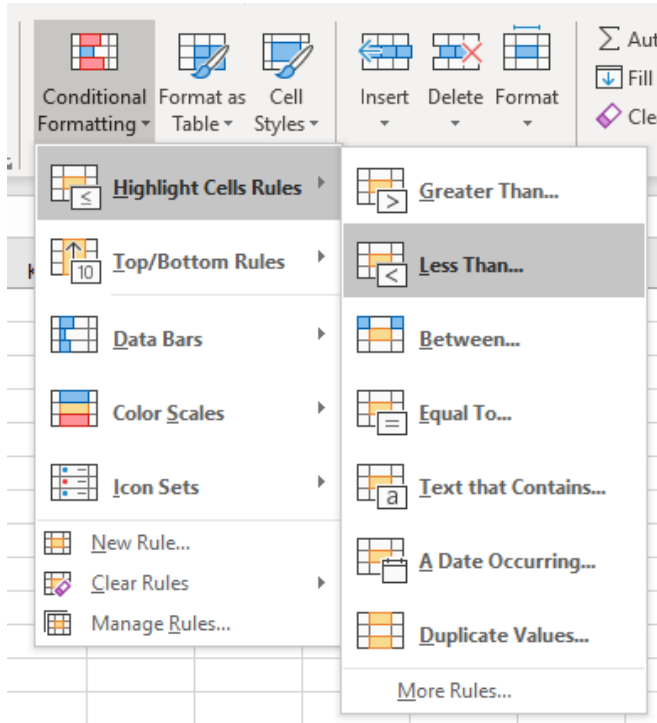 Conditional Formatting
Format as Table
Cell Styles
Insert
Delete
Format
Σ Aut
Fill
Cle
Highlight Cells Rules
Top/Bottom Rules
10
Data Bars
Color Scales
Icon Sets
New Rule...
Clear Rules
Manage Rules...
≤
K
Greater Than...
>
Less Than...
<
Between...
Equal To...
=
Text that Contains...
a
A Date Occurring...
Duplicate Values...
More Rules...